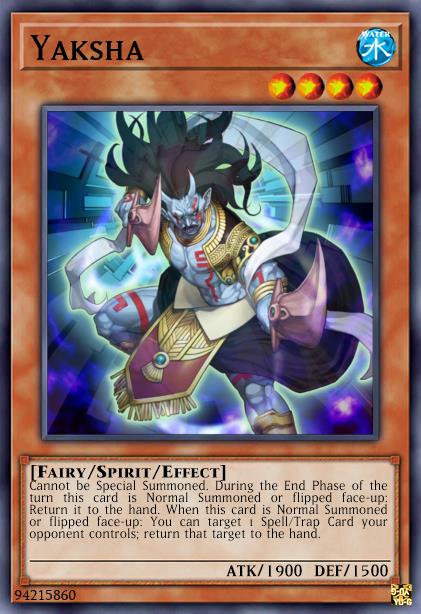 Yaksha
WATER
水
[Fairy/Spirit/Effect]
Cannot be Special Summoned. During the End Phase of the
turn this card is Normal Summoned or flipped face-up:
Return it to the hand. When this card is Normal Summoned
or flipped face-up: You can target 1 Spell/Trap Card your
opponent controls; return that target to the hand.
ATK/1900 DEF/1500
94215860